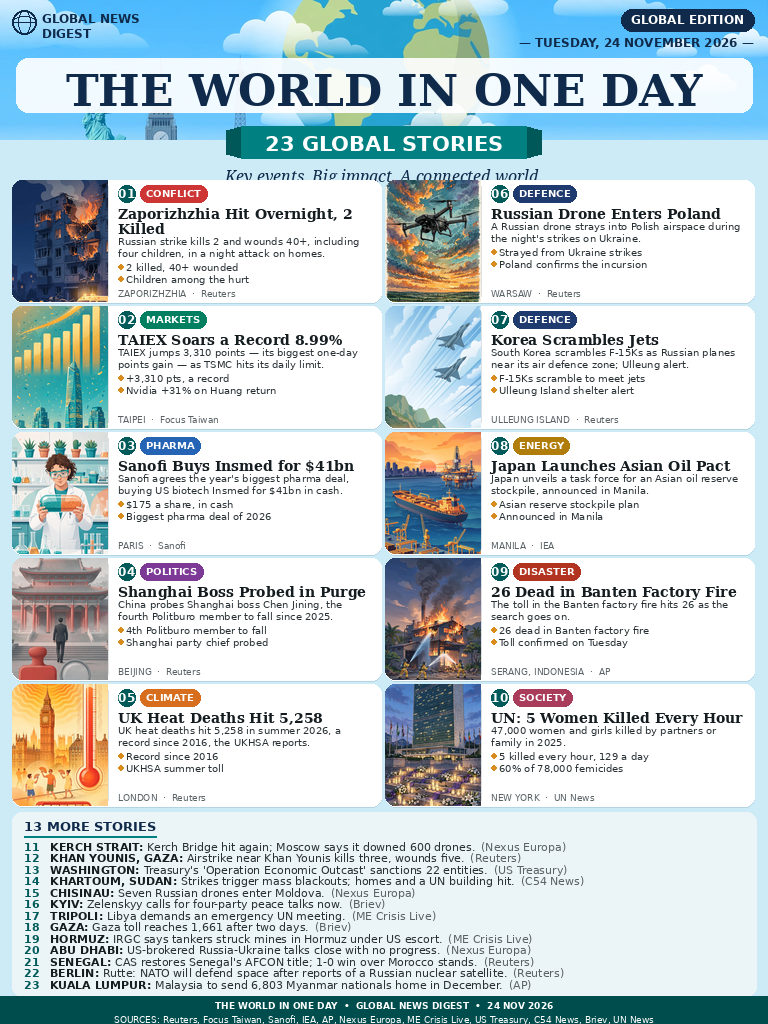 GLOBAL NEWS
DIGEST
GLOBAL EDITION
— TUESDAY, 24 NOVEMBER 2026 —
THE WORLD IN ONE DAY
23 GLOBAL STORIES
Key events. Big impact. A connected world.
01 CONFLICT
Zaporizhzhia Hit Overnight, 2
Killed
Russian strike kills 2 and wounds 40+, including
four children, in a night attack on homes.
◆2 killed, 40+ wounded
◆Children among the hurt
ZAPORIZHZHIA · Reuters
02 MARKETS
TAIEX Soars a Record 8.99%
TAIEX jumps 3,310 points — its biggest one-day
points gain — as TSMC hits its daily limit.
◆+3,310 pts, a record
◆Nvidia +31% on Huang return
TAIPEI · Focus Taiwan
03 PHARMA
Sanofi Buys Insmed for $41bn
Sanofi agrees the year's biggest pharma deal,
buying US biotech Insmed for $41bn in cash.
◆$175 a share, in cash
◆Biggest pharma deal of 2026
PARIS · Sanofi
04 POLITICS
Shanghai Boss Probed in Purge
China probes Shanghai boss Chen Jining, the
fourth Politburo member to fall since 2025.
◆4th Politburo member to fall
◆Shanghai party chief probed
BEIJING · Reuters
05 CLIMATE
UK Heat Deaths Hit 5,258
UK heat deaths hit 5,258 in summer 2026, a
record since 2016, the UKHSA reports.
◆Record since 2016
◆UKHSA summer toll
LONDON · Reuters
06 DEFENCE
Russian Drone Enters Poland
A Russian drone strays into Polish airspace during
the night's strikes on Ukraine.
◆Strayed from Ukraine strikes
◆Poland confirms the incursion
WARSAW · Reuters
07 DEFENCE
Korea Scrambles Jets
South Korea scrambles F-15Ks as Russian planes
near its air defence zone; Ulleung alert.
◆F-15Ks scramble to meet jets
◆Ulleung Island shelter alert
ULLEUNG ISLAND · Reuters
08 ENERGY
Japan Launches Asian Oil Pact
Japan unveils a task force for an Asian oil reserve
stockpile, announced in Manila.
◆Asian reserve stockpile plan
◆Announced in Manila
MANILA · IEA
09 DISASTER
26 Dead in Banten Factory Fire
The toll in the Banten factory fire hits 26 as the
search goes on.
◆26 dead in Banten factory fire
◆Toll confirmed on Tuesday
SERANG, INDONESIA · AP
10 SOCIETY
UN: 5 Women Killed Every Hour
47,000 women and girls killed by partners or
family in 2025.
◆5 killed every hour, 129 a day
◆60% of 78,000 femicides
NEW YORK · UN News
13 MORE STORIES
11 KERCH STRAIT: Kerch Bridge hit again; Moscow says it downed 600 drones. (Nexus Europa)
12 KHAN YOUNIS, GAZA: Airstrike near Khan Younis kills three, wounds five. (Reuters)
13 WASHINGTON: Treasury's 'Operation Economic Outcast' sanctions 22 entities. (US Treasury)
14 KHARTOUM, SUDAN: Strikes trigger mass blackouts; homes and a UN building hit. (C54 News)
15 CHISINAU: Seven Russian drones enter Moldova. (Nexus Europa)
16 KYIV: Zelenskyy calls for four-party peace talks now. (Briev)
17 TRIPOLI: Libya demands an emergency UN meeting. (ME Crisis Live)
18 GAZA: Gaza toll reaches 1,661 after two days. (Briev)
19 HORMUZ: IRGC says tankers struck mines in Hormuz under US escort. (ME Crisis Live)
20 ABU DHABI: US-brokered Russia-Ukraine talks close with no progress. (Nexus Europa)
21 SENEGAL: CAS restores Senegal's AFCON title; 1-0 win over Morocco stands. (Reuters)
22 BERLIN: Rutte: NATO will defend space after reports of a Russian nuclear satellite. (Reuters)
23 KUALA LUMPUR: Malaysia to send 6,803 Myanmar nationals home in December. (AP)
THE WORLD IN ONE DAY • GLOBAL NEWS DIGEST • 24 NOV 2026
SOURCES: Reuters, Focus Taiwan, Sanofi, IEA, AP, Nexus Europa, ME Crisis Live, US Treasury, C54 News, Briev, UN News